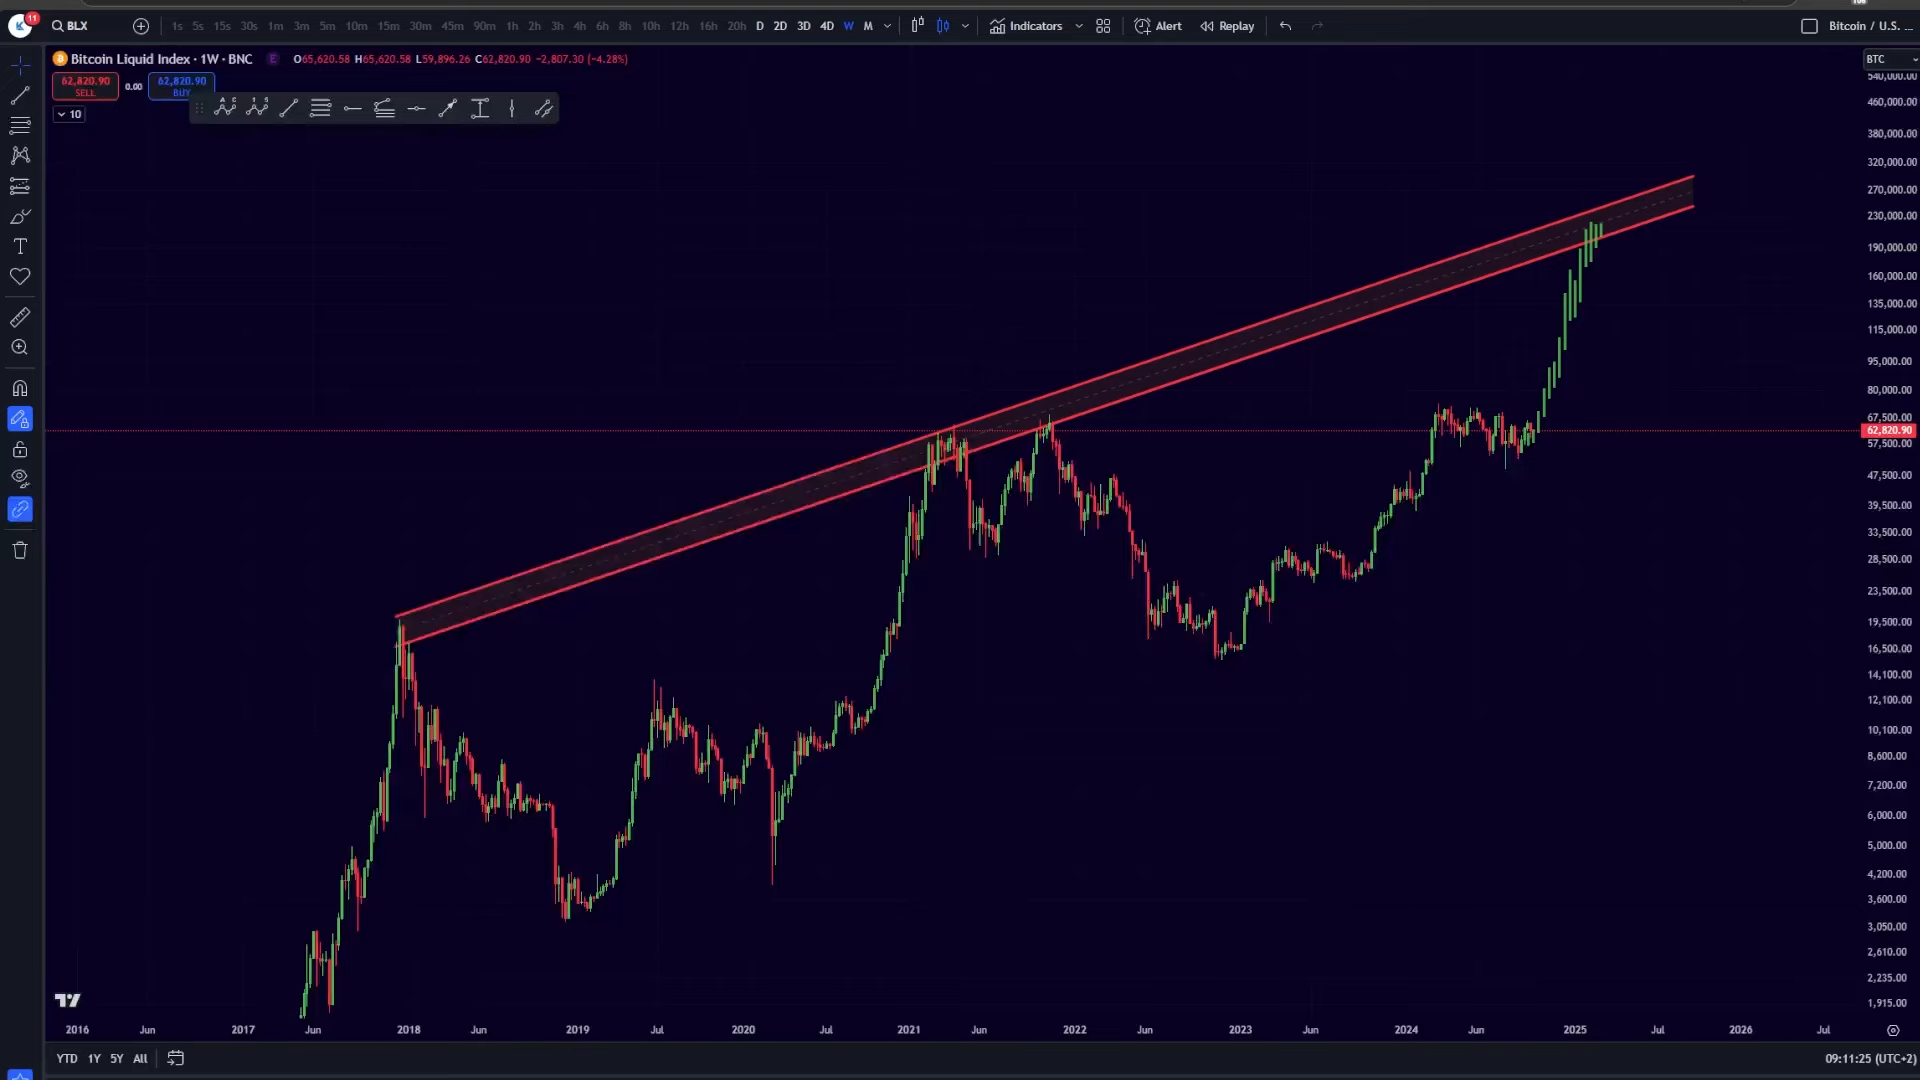 11
BLX
1s 5s 15s 30s 1m 3m 5m 10m 15m 30m 45m 90m 1h 2h 3h 4h 6h 8h 10h 12h 16h 20h D 2D 3D 4D W M
Indicators
Alert
Replay
Bitcoin / U.S. ...
Bitcoin Liquid Index · 1W · BNC
E
O65,620.58 H65,620.58 L59,896.26 C62,820.90 −2,807.30 (−4.28%)
62,820.90
SELL
0.00
62,820.90
BUY
10
BTC
540,000.00
460,000.00
380,000.00
320,000.00
270,000.00
230,000.00
190,000.00
160,000.00
135,000.00
115,000.00
95,000.00
80,000.00
67,500.00
62,820.90
57,500.00
47,500.00
39,500.00
33,500.00
28,500.00
23,500.00
19,500.00
16,500.00
14,100.00
12,100.00
10,100.00
8,600.00
7,200.00
6,000.00
5,000.00
4,200.00
3,600.00
3,050.00
2,610.00
2,235.00
1,915.00
2016 Jun 2017 Jun 2018 Jun 2019 Jul 2020 Jul 2021 Jun 2022 Jun 2023 Jun 2024 Jun 2025 Jul 2026 Jul
YTD 1Y 5Y All
09:11:25 (UTC+2)